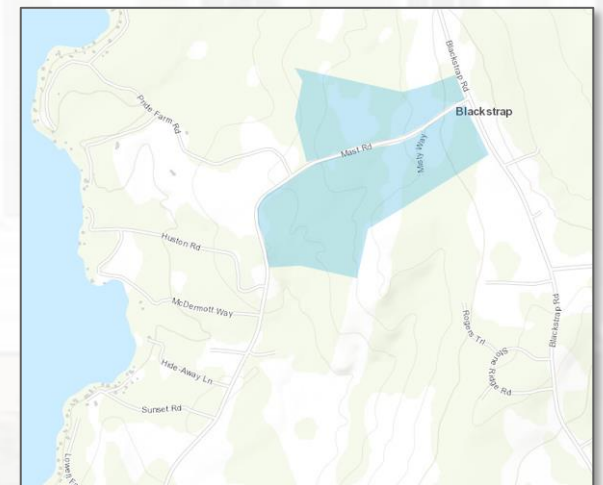 Blackstrap Rd
Pride Farm Rd
Blackstrap
Mast Rd
Misty Way
Huston Rd
McDermott Way
Rogers Trl
Blackstrap Rd
Stone Ridge Rd
Hide-Away Ln
Sunset Rd
Lowell